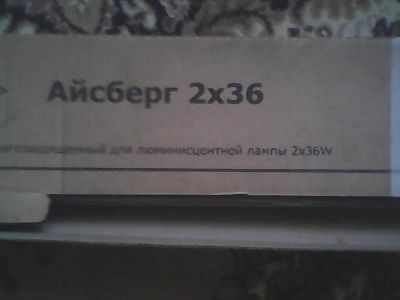 Айсберг 2х36
для люминисцентной лампы 2х36W